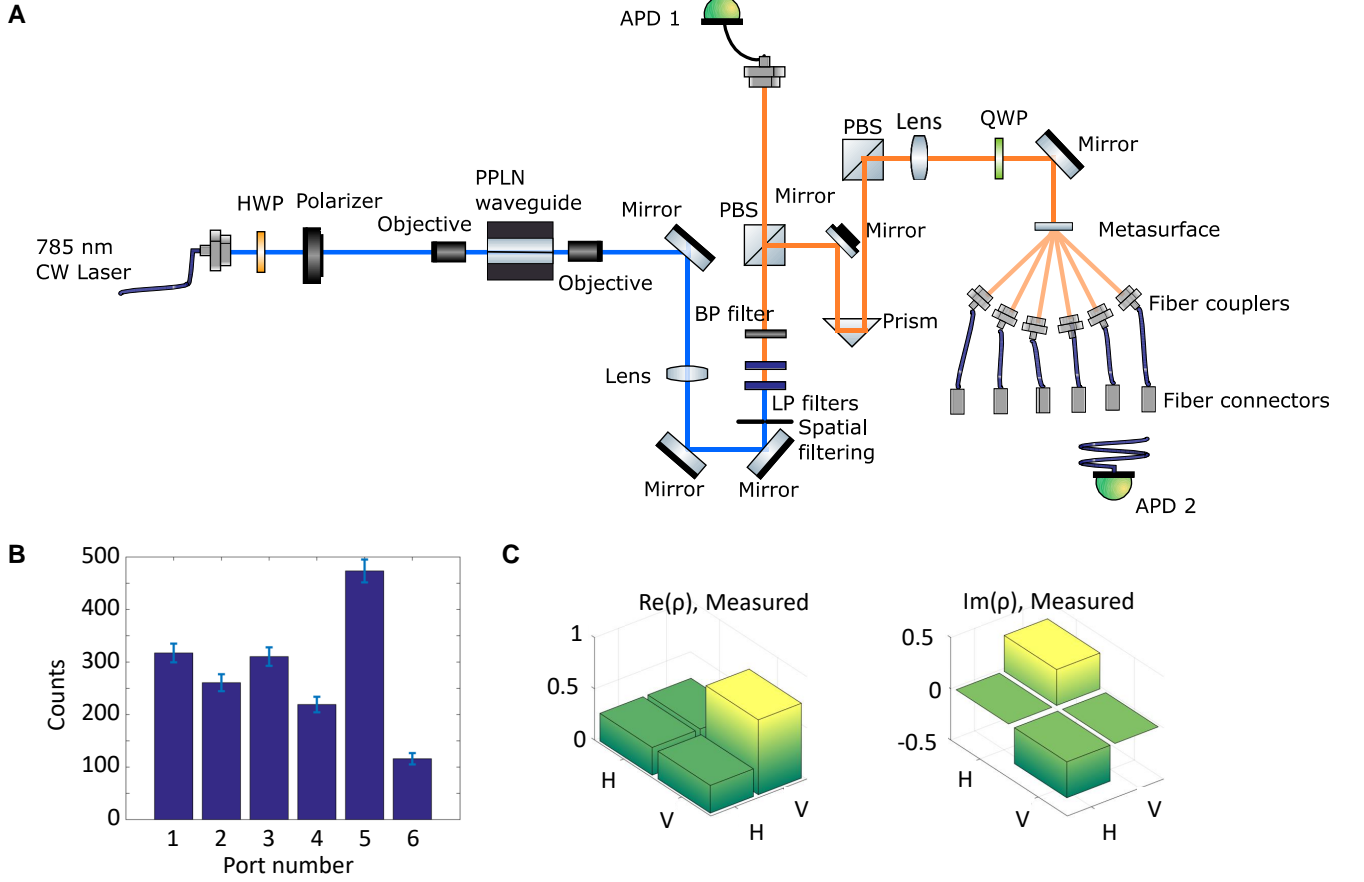 A
APD 1
PBS
Lens
QWP
Mirror
HWP
Polarizer
Objective
PPLN
waveguide
Mirror
PBS
Mirror
Mirror
Metasurface
785 nm
CW Laser
Objective
BP filter
Prism
Fiber couplers
Lens
LP filters
Spatial
filtering
Fiber connectors
Mirror
Mirror
APD 2
B
500
400
300
200
100
0
Counts
1 2 3 4 5 6
Port number
C
Re(ρ), Measured
1
0.5
0
H
V
H
V
Im(ρ), Measured
0.5
0
-0.5
H
V
H
V